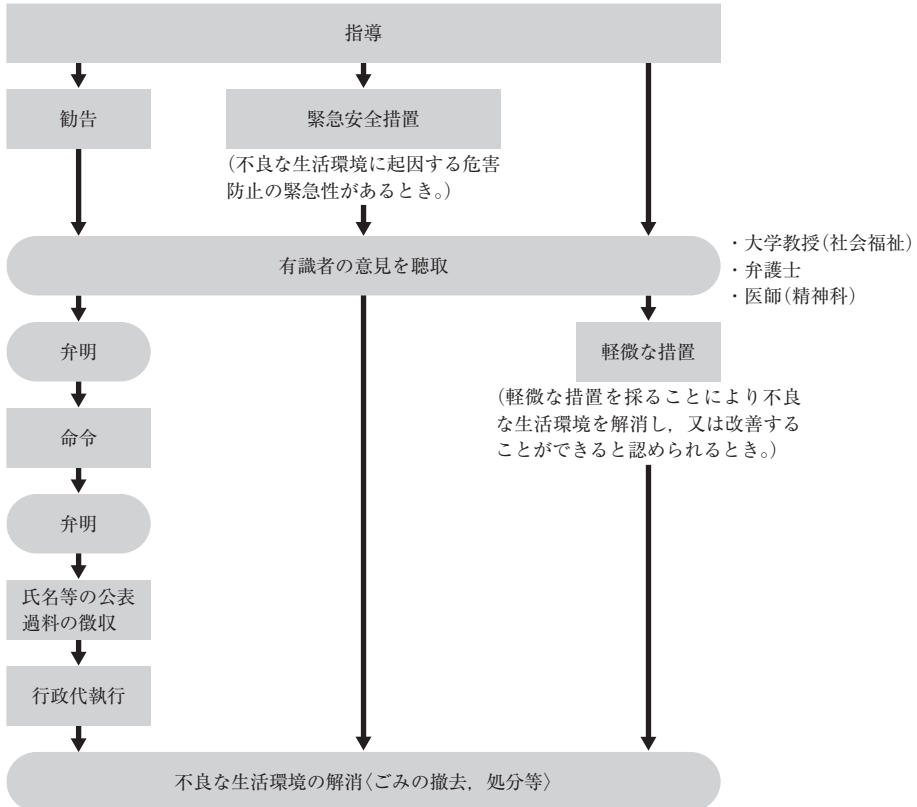 指導
勧告
緊急安全措置
(不良な生活環境に起因する危害
防止の緊急性があるとき。)
有識者の意見を聴取
・大学教授(社会福祉)
・弁護士
・医師(精神科)
弁明
軽微な措置
(軽微な措置を採ることにより不良
な生活環境を解消し，又は改善する
ことができると認められるとき。)
命令
弁明
氏名等の公表
過料の徴収
行政代執行
不良な生活環境の解消〈ごみの撤去，処分等〉